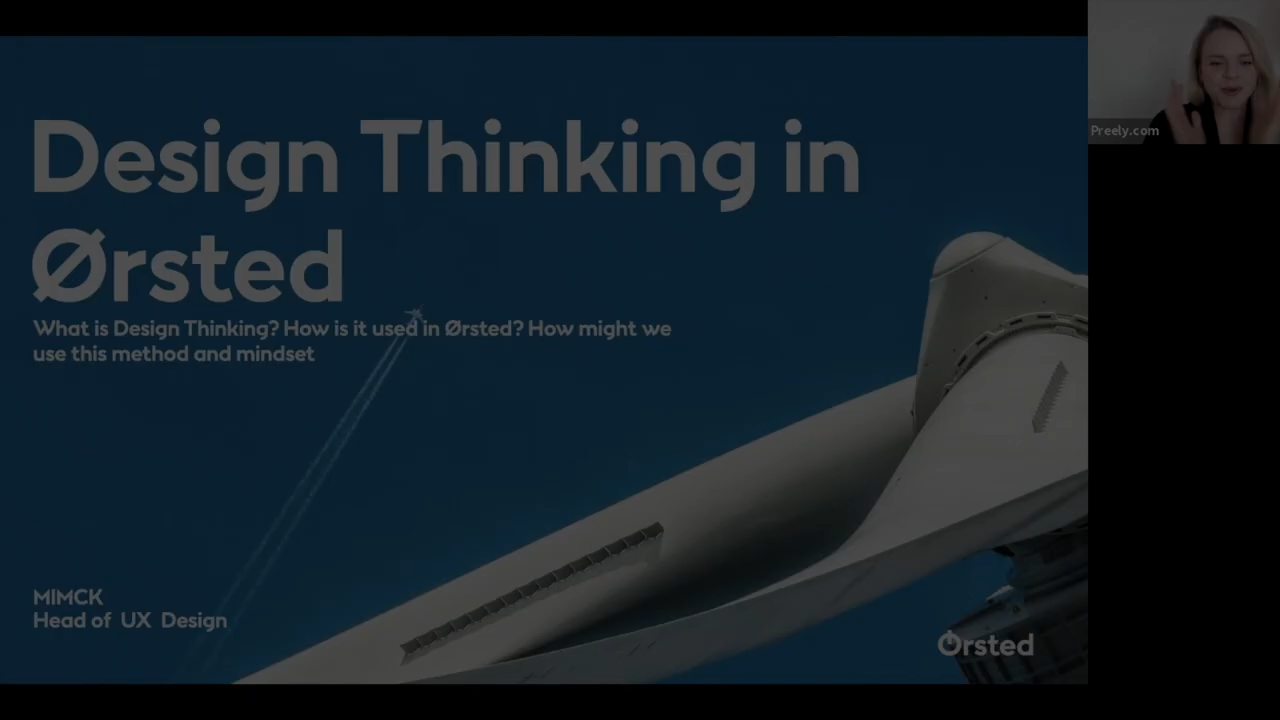 Design Thinking in
Ørsted
What is Design Thinking? How is it used in Ørsted? How might we
use this method and mindset
MIMCK
Head of UX Design
Ørsted
Preely.com